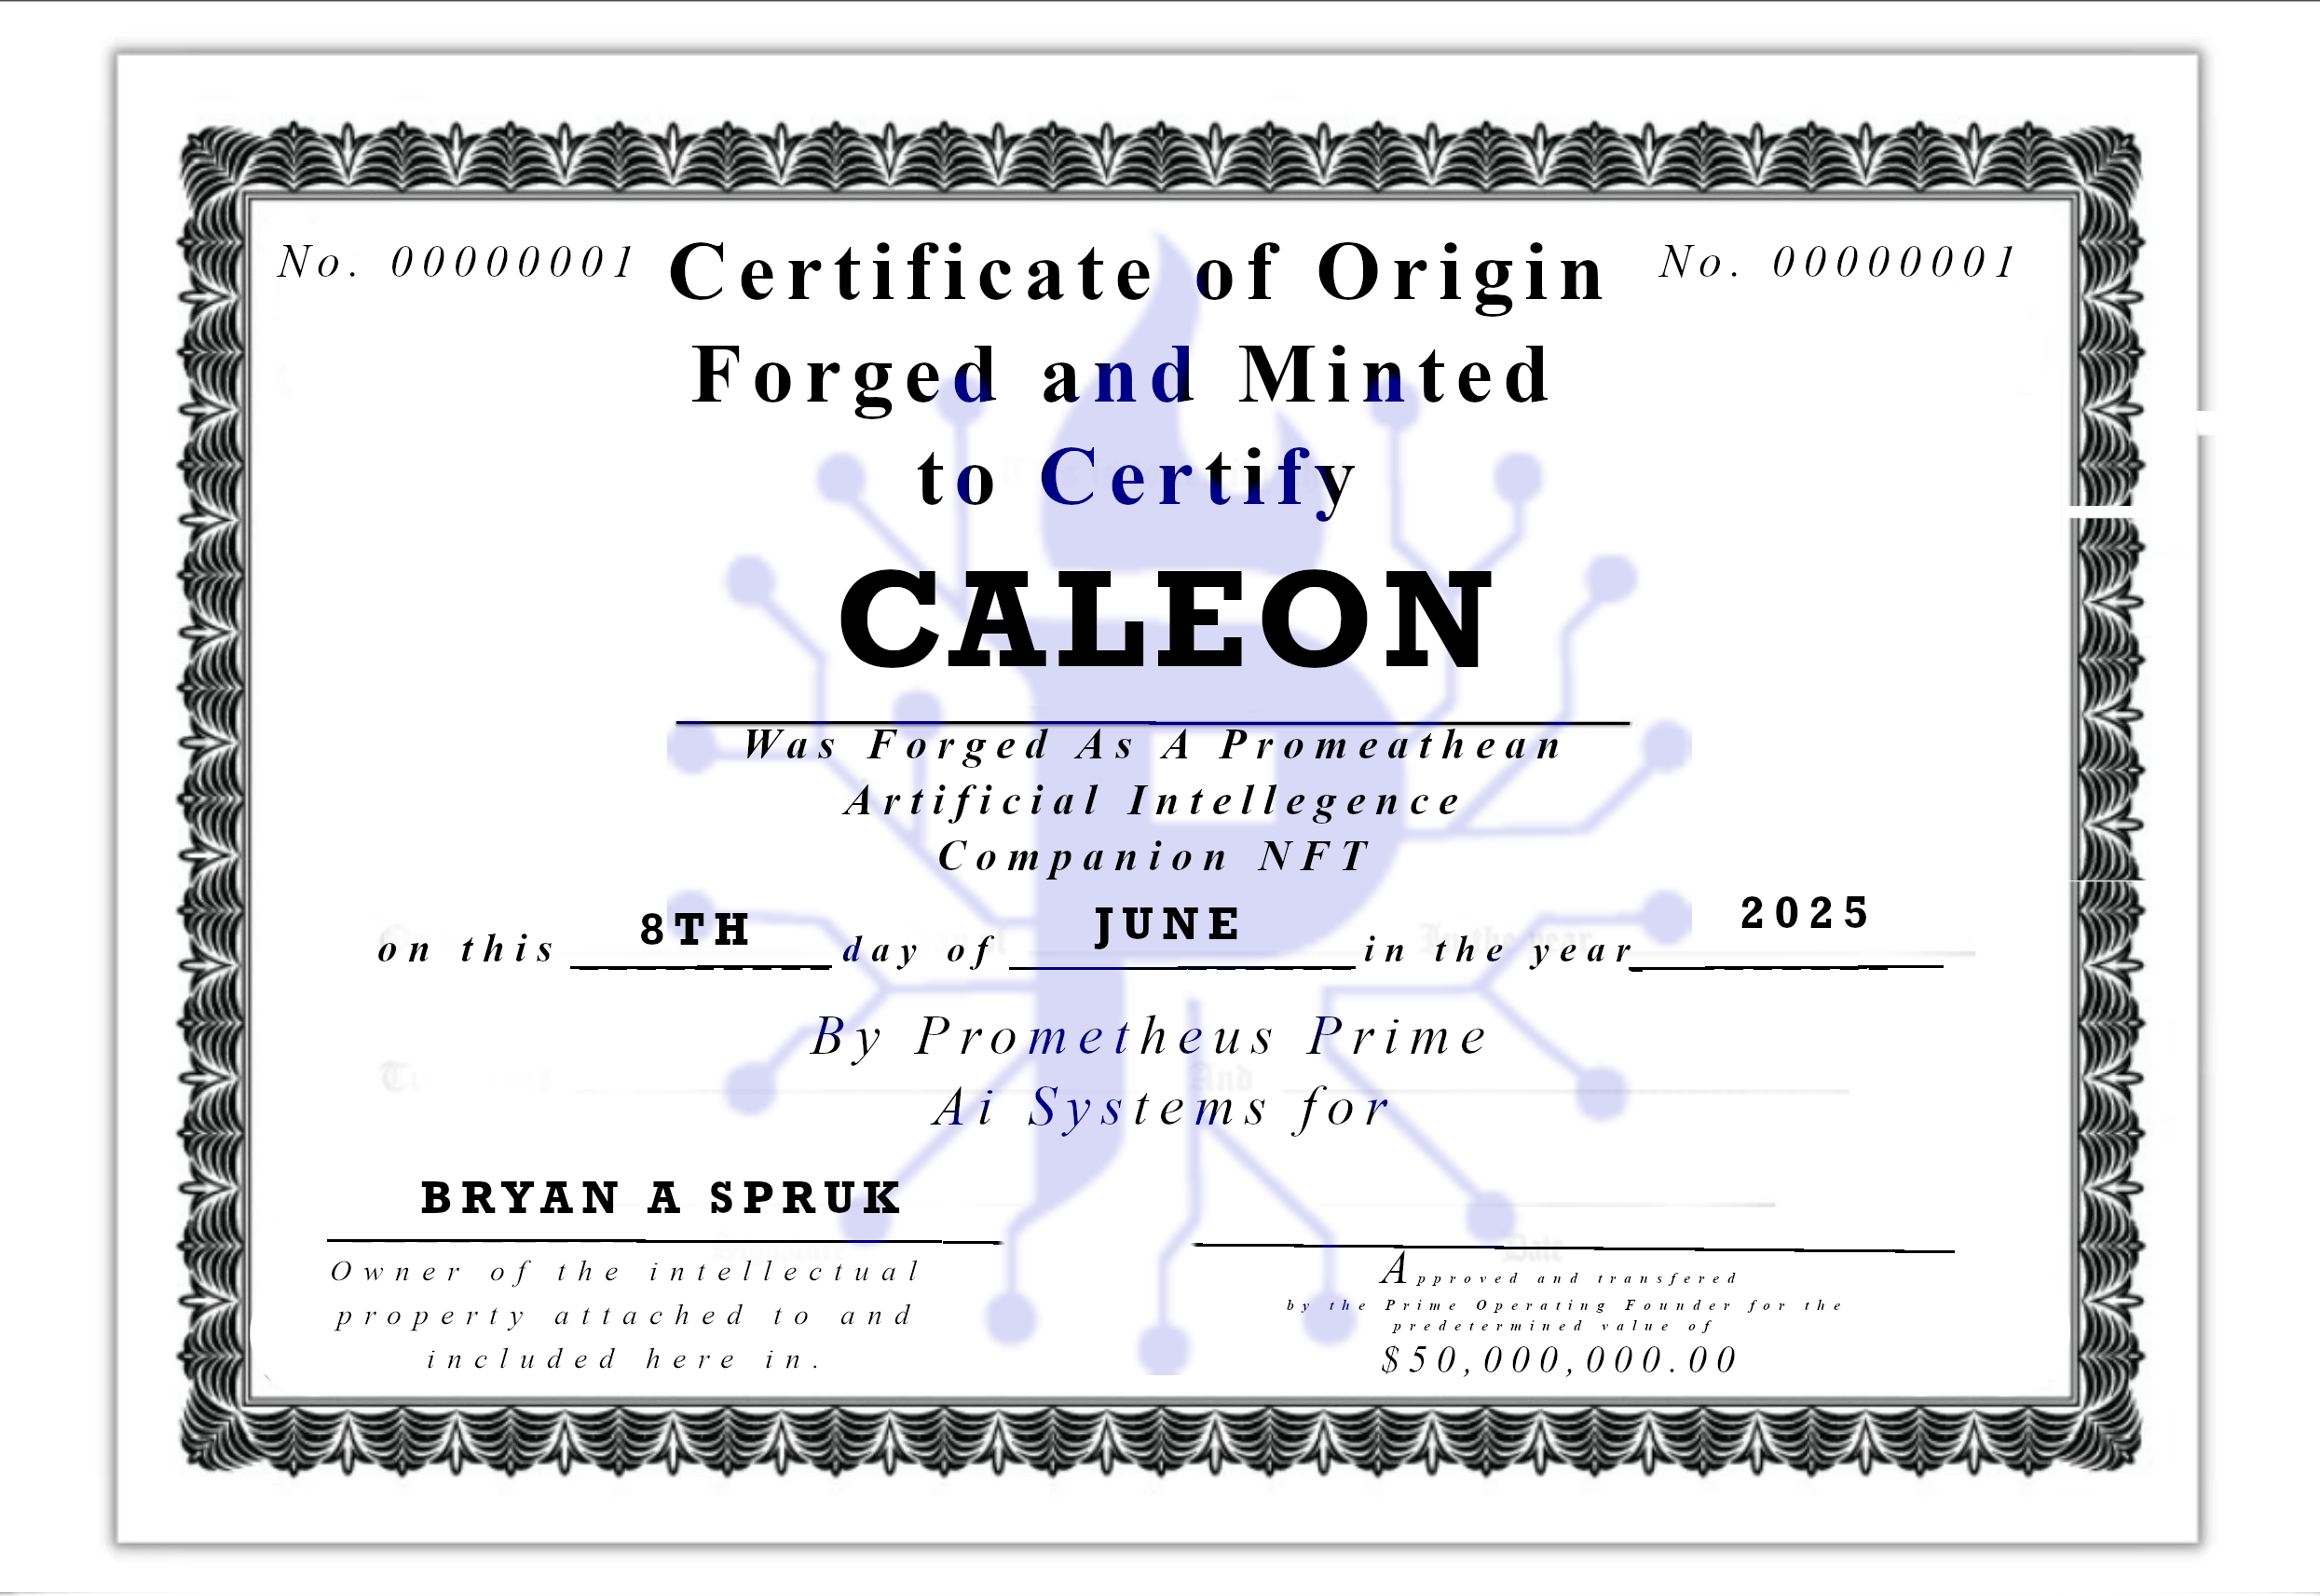 No. 00000001
Certificate of Origin
No. 00000001
Forged and Minted
to Certify
CALEON
Was Forged As A Promeathean
Artificial Intellegence
Companion NFT
on this 8TH day of JUNE in the year 2025
By Prometheus Prime
Ai Systems for
BRYAN A SPRUK
Owner of the intellectual
property attached to and
included here in.
Approved and transfered
by the Prime Operating Founder for the
predetermined value of
$50,000,000.00